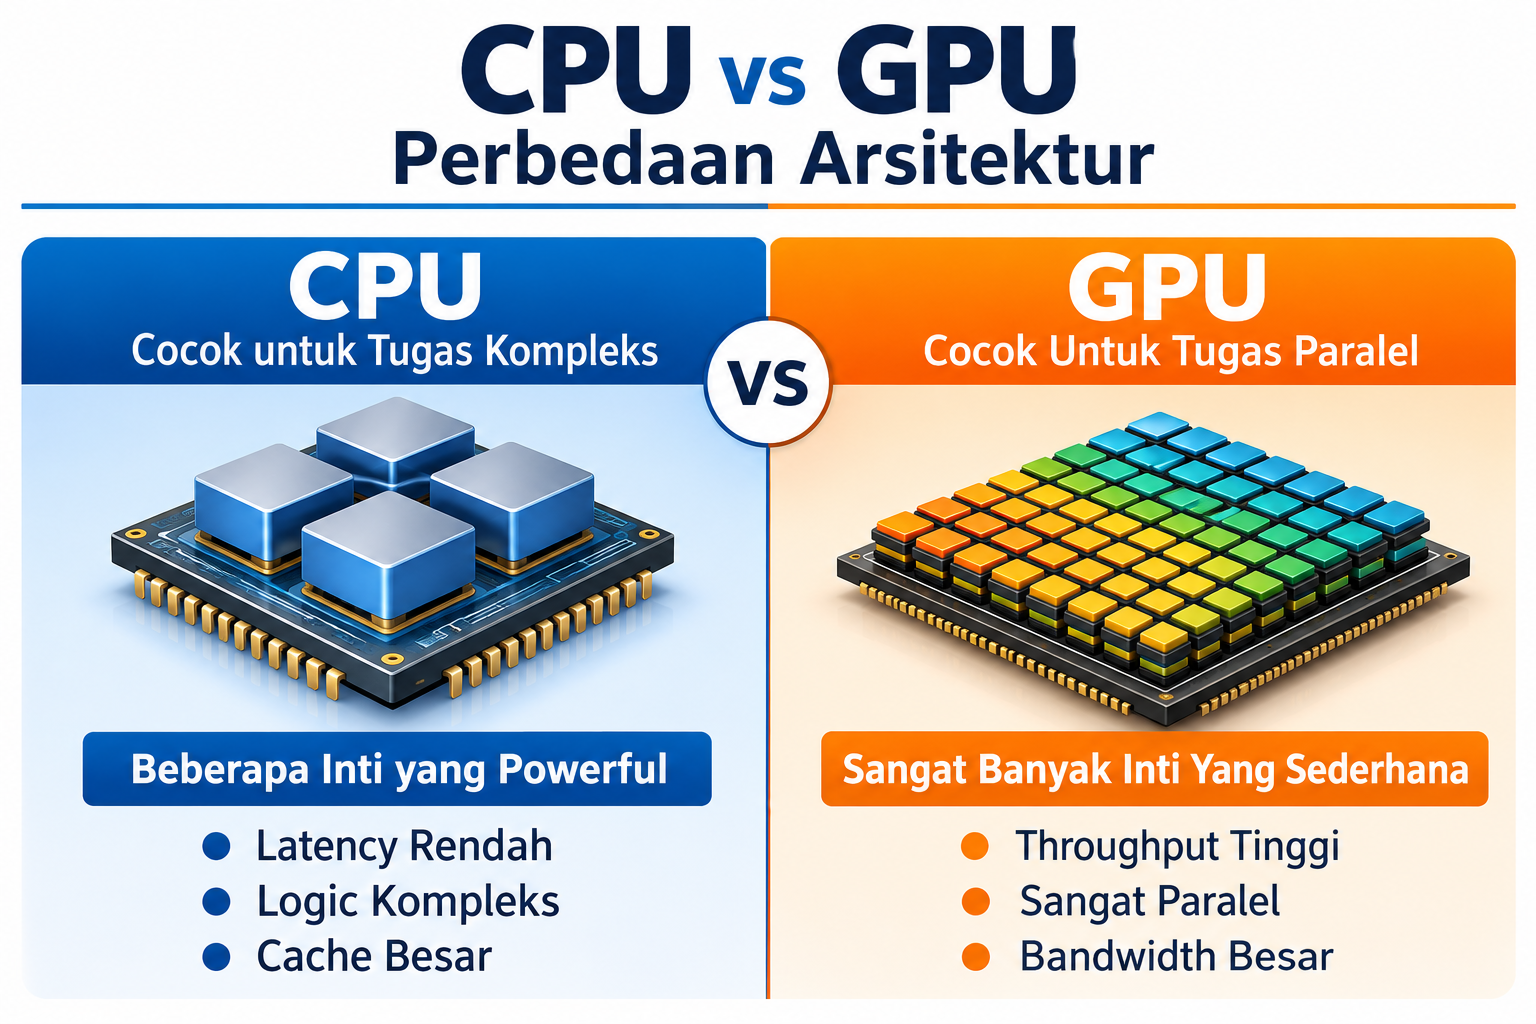 CPU vs GPU
Perbedaan Arsitektur
CPU
Cocok untuk Tugas Kompleks
VS
GPU
Cocok Untuk Tugas Paralel
Beberapa Inti yang Powerful
Latency Rendah
Logic Kompleks
Cache Besar
Sangat Banyak Inti Yang Sederhana
Throughput Tinggi
Sangat Paralel
Bandwidth Besar